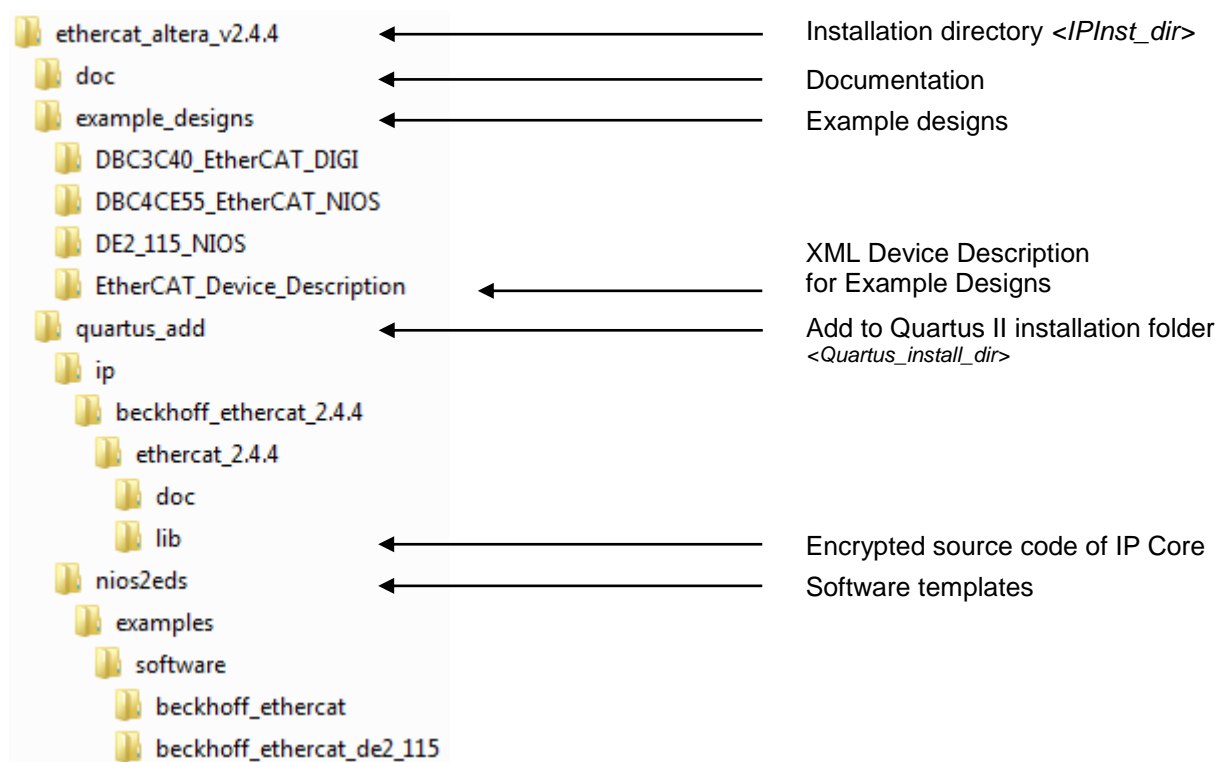 ethercat_altera_v2.4.4 Installation directory <IPInst_dir>
doc Documentation
example_designs Example designs
DBC3C40_EtherCAT_DIGI
DBC4CE55_EtherCAT_NIOS
DE2_115_NIOS
XML Device Description
EtherCAT_Device_Description for Example Designs
quartus_add Add to Quartus II installation folder
<Quartus_install_dir>
ip
beckhoff_ethercat_2.4.4
ethercat_2.4.4
doc
lib Encrypted source code of IP Core
nios2eds Software templates
examples
software
beckhoff_ethercat
beckhoff_ethercat_de2_115